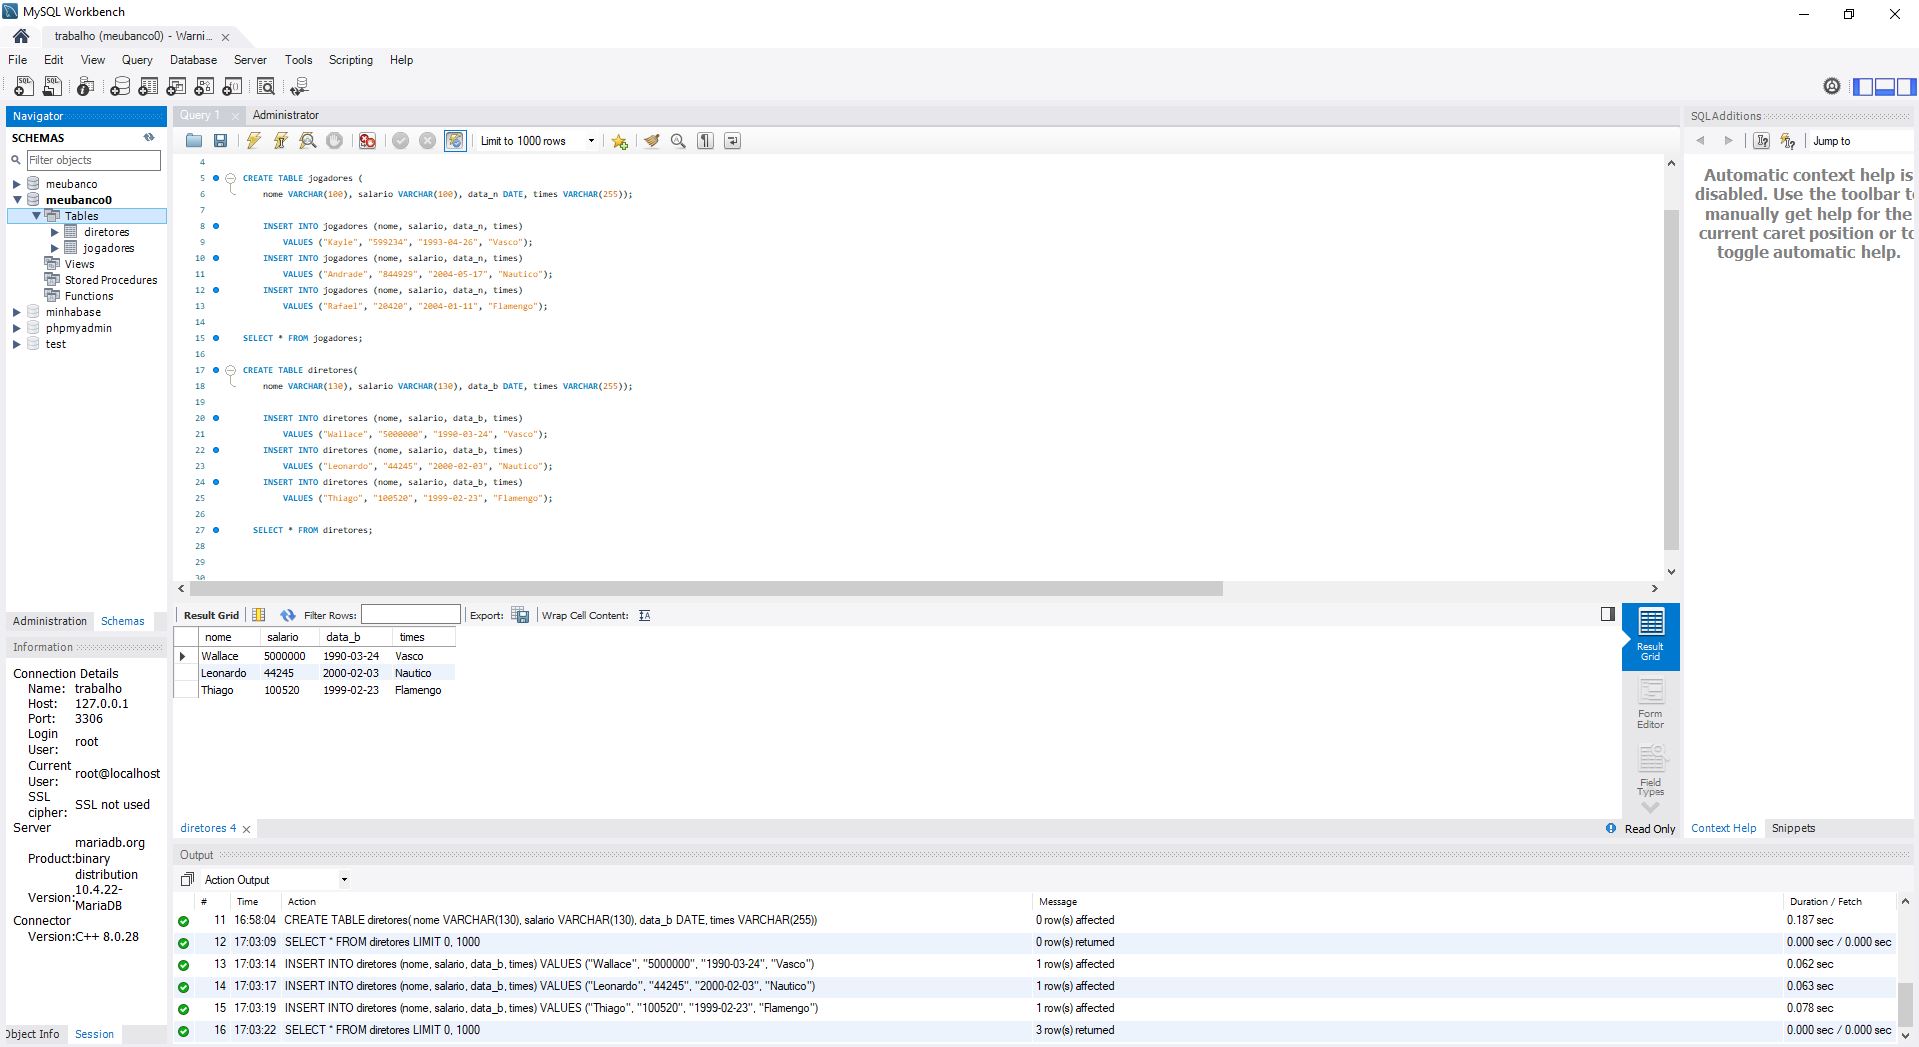 MySQL Workbench
trabalho (meubanco0) - Warni...
File Edit View Query Database Server Tools Scripting Help
Navigator
SCHEMAS
Filter objects
meubanco
meubanco0
Tables
diretores
jogadores
Views
Stored Procedures
Functions
minhabase
phpmyadmin
test
Administration Schemas
Information
Connection Details
Name: trabalho
Host: 127.0.0.1
Port: 3306
Login User: root
Current User: root@localhost
SSL cipher: SSL not used
Server
Product: mariadb.org binary distribution
Version: 10.4.22-MariaDB
Connector
Version: C++ 8.0.28
Object Info Session
Query 1 Administrator
Limit to 1000 rows
4
5 CREATE TABLE jogadores (
6 nome VARCHAR(100), salario VARCHAR(100), data_n DATE, times VARCHAR(255));
7
8 INSERT INTO jogadores (nome, salario, data_n, times)
9 VALUES ("Kayle", "599234", "1993-04-26", "Vasco");
10 INSERT INTO jogadores (nome, salario, data_n, times)
11 VALUES ("Andrade", "844929", "2004-05-17", "Nautico");
12 INSERT INTO jogadores (nome, salario, data_n, times)
13 VALUES ("Rafael", "20420", "2004-01-11", "Flamengo");
14
15 SELECT * FROM jogadores;
16
17 CREATE TABLE diretores(
18 nome VARCHAR(130), salario VARCHAR(130), data_b DATE, times VARCHAR(255));
19
20 INSERT INTO diretores (nome, salario, data_b, times)
21 VALUES ("Wallace", "5000000", "1990-03-24", "Vasco");
22 INSERT INTO diretores (nome, salario, data_b, times)
23 VALUES ("Leonardo", "44245", "2000-02-03", "Nautico");
24 INSERT INTO diretores (nome, salario, data_b, times)
25 VALUES ("Thiago", "100520", "1999-02-23", "Flamengo");
26
27 SELECT * FROM diretores;
28
29
30
Result Grid Filter Rows: Export: Wrap Cell Content:
nome salario data_b times
Wallace 5000000 1990-03-24 Vasco
Leonardo 44245 2000-02-03 Nautico
Thiago 100520 1999-02-23 Flamengo
Result Grid
Form Editor
Field Types
diretores 4
Read Only
SQLAdditions
Jump to
Automatic context help is
disabled. Use the toolbar to
manually get help for the
current caret position or to
toggle automatic help.
Context Help Snippets
Output
Action Output
# Time Action Message Duration / Fetch
11 16:58:04 CREATE TABLE diretores( nome VARCHAR(130), salario VARCHAR(130), data_b DATE, times VARCHAR(255)) 0 row(s) affected 0.187 sec
12 17:03:09 SELECT * FROM diretores LIMIT 0, 1000 0 row(s) returned 0.000 sec / 0.000 sec
13 17:03:14 INSERT INTO diretores (nome, salario, data_b, times) VALUES ("Wallace", "5000000", "1990-03-24", "Vasco") 1 row(s) affected 0.062 sec
14 17:03:17 INSERT INTO diretores (nome, salario, data_b, times) VALUES ("Leonardo", "44245", "2000-02-03", "Nautico") 1 row(s) affected 0.063 sec
15 17:03:19 INSERT INTO diretores (nome, salario, data_b, times) VALUES ("Thiago", "100520", "1999-02-23", "Flamengo") 1 row(s) affected 0.078 sec
16 17:03:22 SELECT * FROM diretores LIMIT 0, 1000 3 row(s) returned 0.000 sec / 0.000 sec